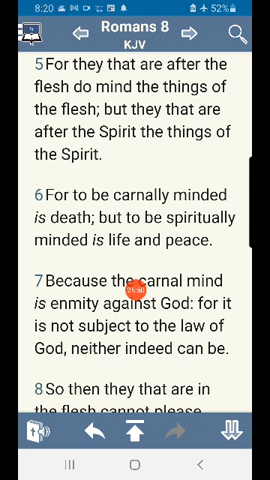 8:20 52%
Romans 8
KJV
5 For they that are after the
flesh do mind the things of
the flesh; but they that are
after the Spirit the things of
the Spirit.
6 For to be carnally minded
is death; but to be spiritually
minded is life and peace.
7 Because the carnal mind
is enmity against God: for it
is not subject to the law of
God, neither indeed can be.
8 So then they that are in
the flesh cannot please